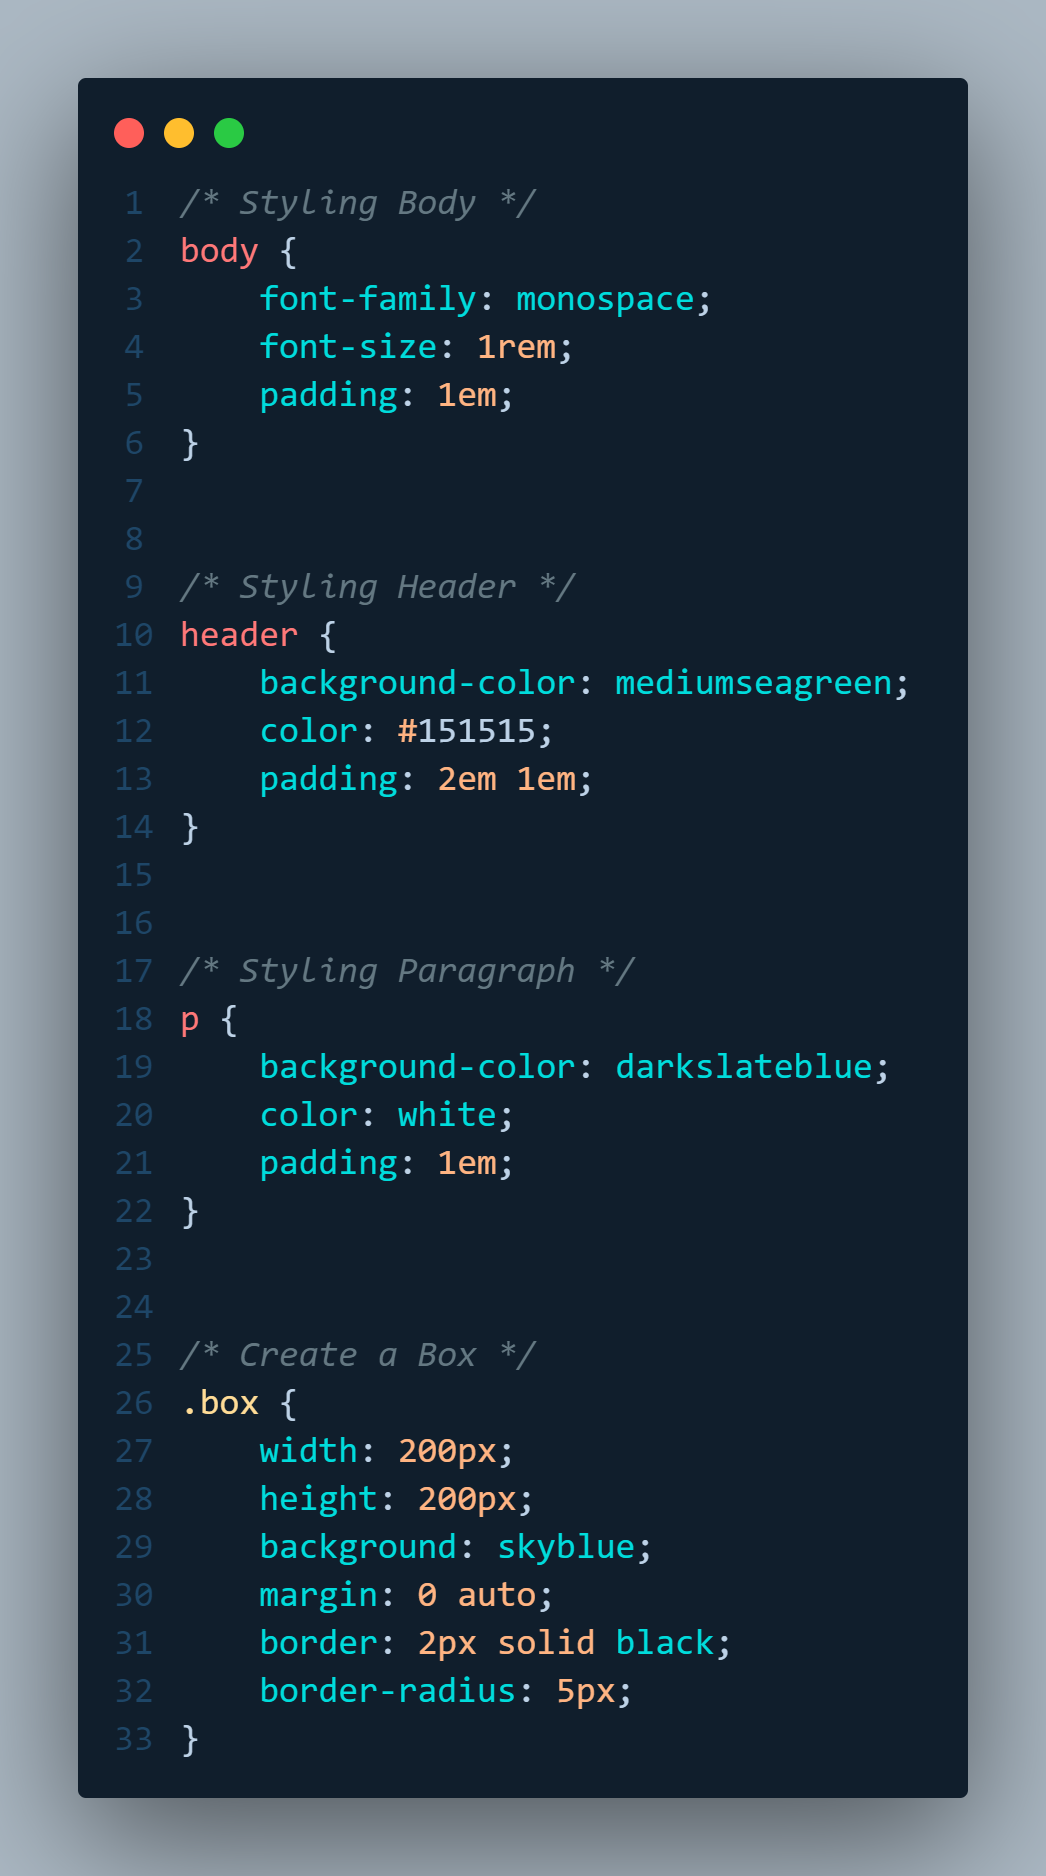 1 /* Styling Body */
2 body {
3     font-family: monospace;
4     font-size: 1rem;
5     padding: 1em;
6 }
7
8
9 /* Styling Header */
10 header {
11     background-color: mediumseagreen;
12     color: #151515;
13     padding: 2em 1em;
14 }
15
16
17 /* Styling Paragraph */
18 p {
19     background-color: darkslateblue;
20     color: white;
21     padding: 1em;
22 }
23
24
25 /* Create a Box */
26 .box {
27     width: 200px;
28     height: 200px;
29     background: skyblue;
30     margin: 0 auto;
31     border: 2px solid black;
32     border-radius: 5px;
33 }